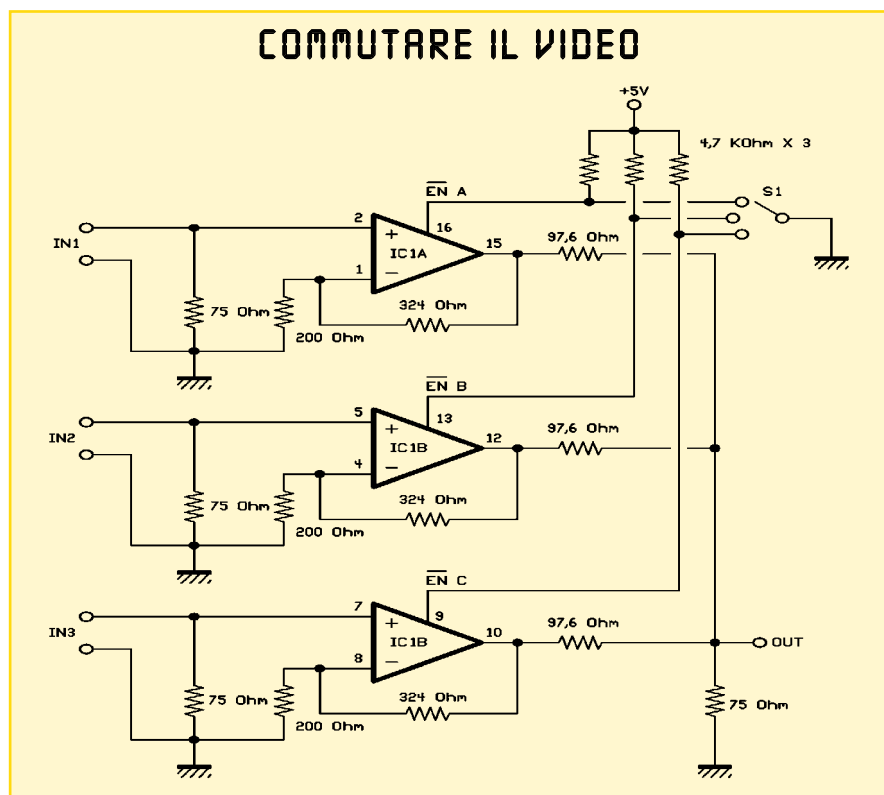 COMMUTARE IL VIDEO
+5V
4,7 KOhm X 3
EN A
S1
2
16
15
97,6 Ohm
IN1
+
IC1A
1
−
324 Ohm
75 Ohm
200 Ohm
EN B
5
13
12
97,6 Ohm
IN2
+
IC1B
4
−
324 Ohm
75 Ohm
200 Ohm
EN C
7
9
10
97,6 Ohm
IN3
+
IC1B
OUT
8
−
324 Ohm
75 Ohm
200 Ohm
75 Ohm